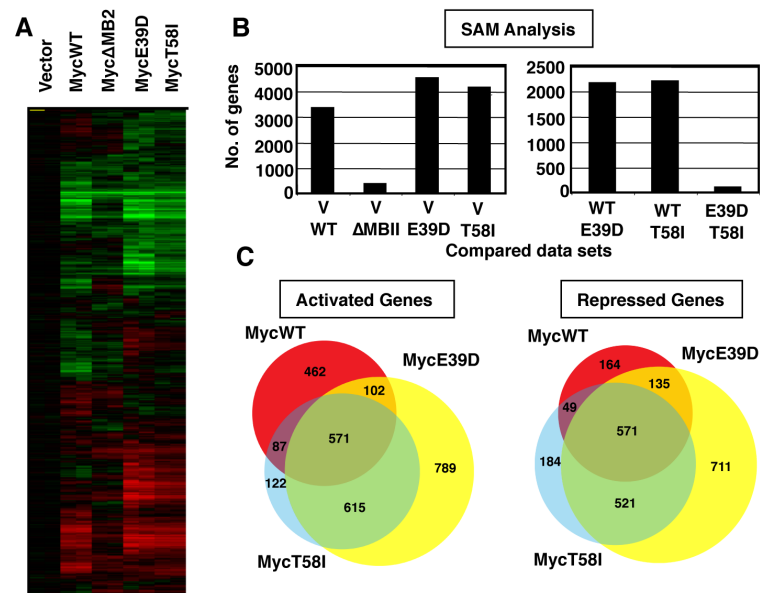 A
Vector
MycWT
MycΔMB2
MycE39D
MycT58I
B
SAM Analysis
No. of genes
5000
4000
3000
2000
1000
0
V
WT
V
ΔMBII
V
E39D
V
T58I
2500
2000
1500
1000
500
0
WT
E39D
WT
T58I
E39D
T58I
Compared data sets
C
Activated Genes
MycWT
MycE39D
462
102
87
571
789
122
615
MycT58I
Repressed Genes
MycWT
MycE39D
164
135
49
571
184
711
521
MycT58I